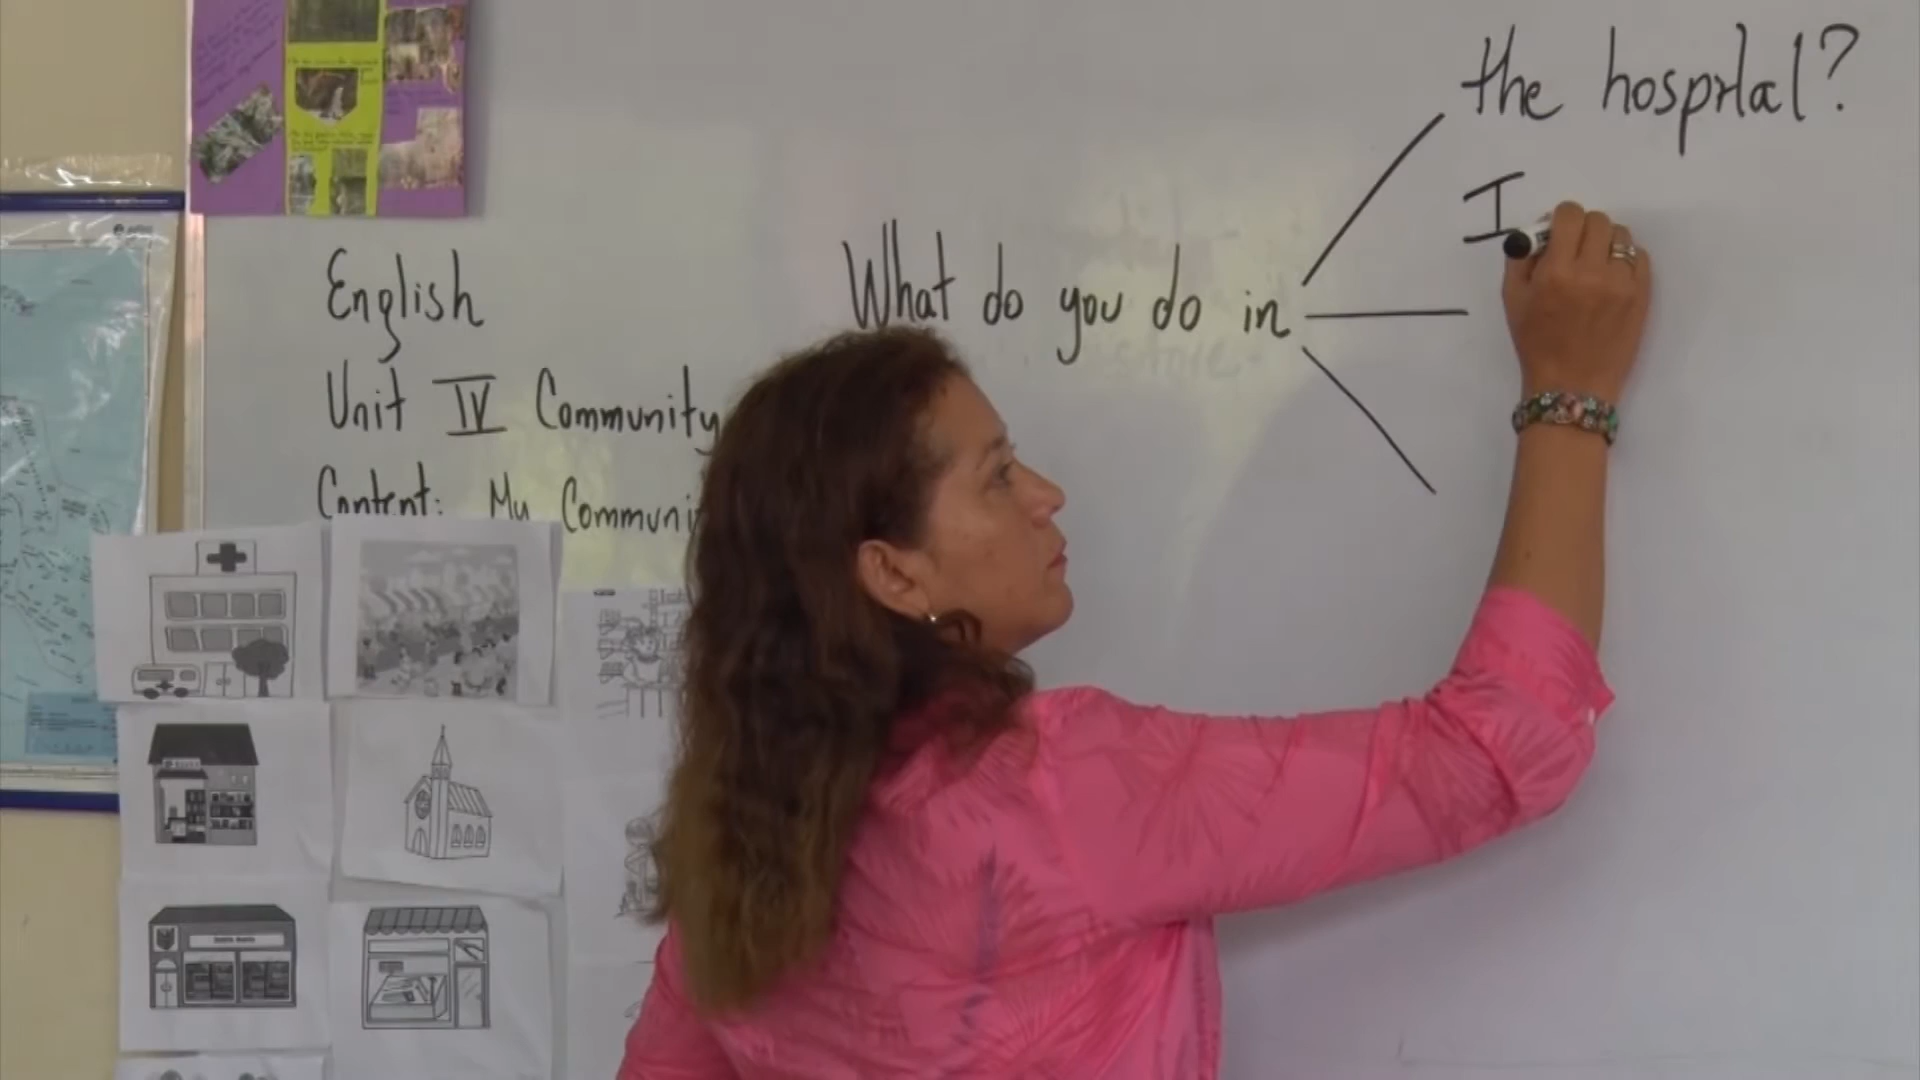 the hospital?
I
What do you do in
English
Unit IV Community
Content: My Communi